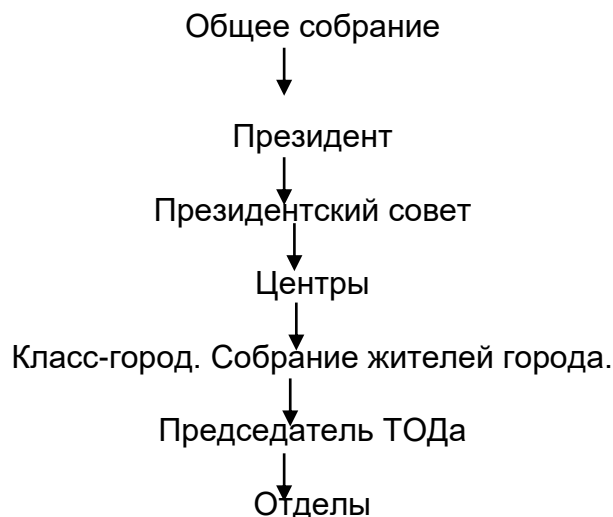 Общее собрание
Президент
Президентский совет
Центры
Класс-город. Собрание жителей города.
Председатель ТОДа
Отделы